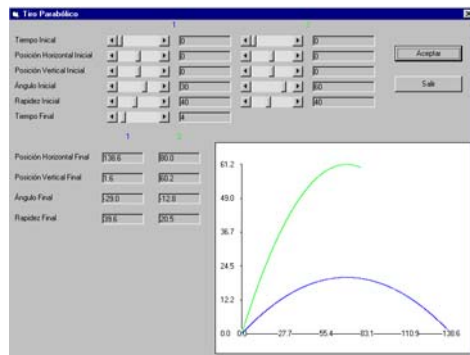 Tiro Parabólico
1 2
Tiempo Inicial 0 0
Posición Horizontal Inicial 0 0
Posición Vertical Inicial 0 0
Ángulo Inicial 30 60
Rapidez Inicial 40 40
Tiempo Final 4
Aceptar
Salir
1 2
Posición Horizontal Final 138.6 80.0
Posición Vertical Final 1.6 60.2
Ángulo Final -29.0 -12.8
Rapidez Final 39.6 20.5
61.2
49.0
36.7
24.5
12.2
0.0 0.0 27.7 55.4 83.1 110.9 138.6